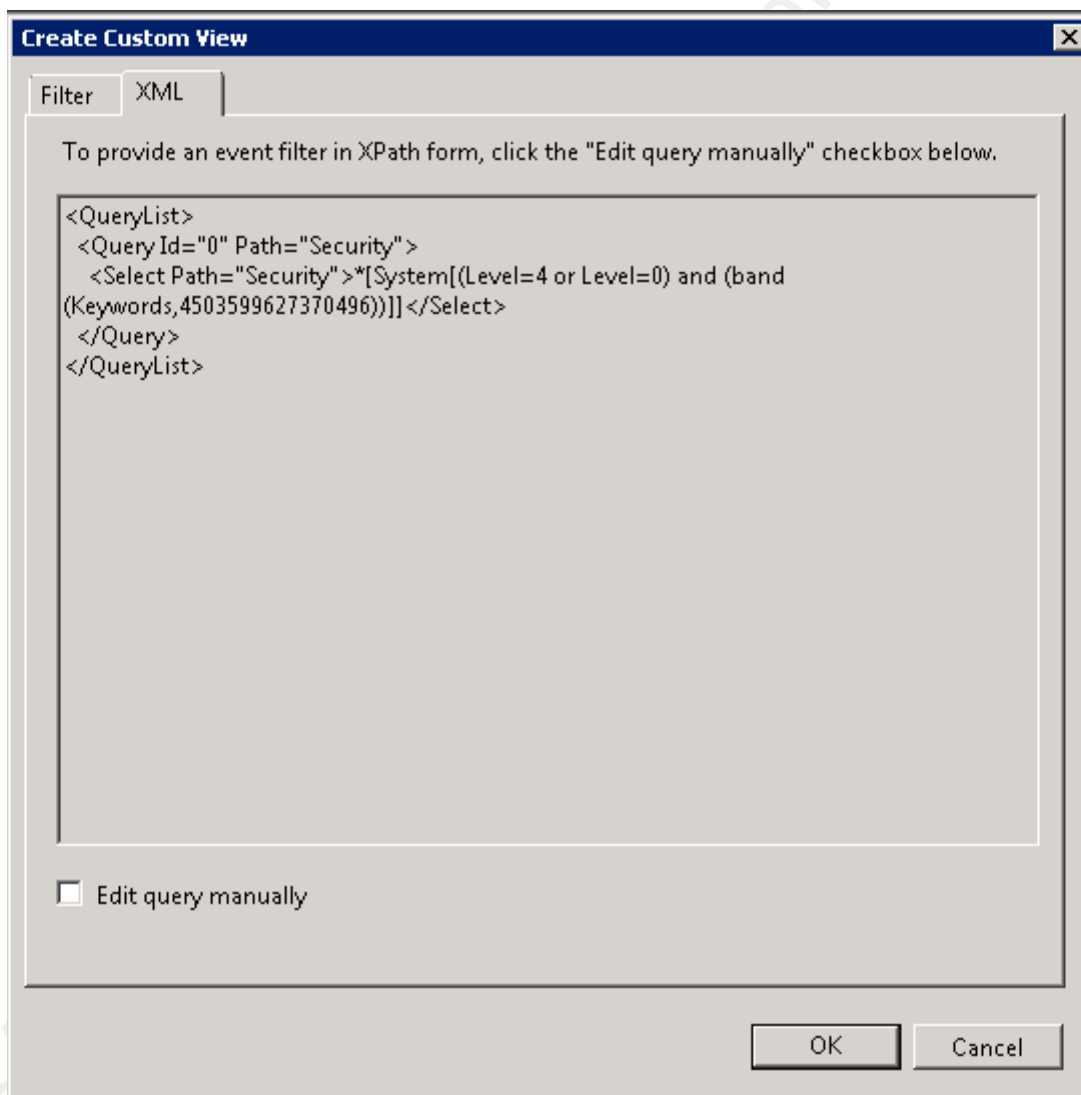 Create Custom View
Filter
XML
To provide an event filter in XPath form, click the "Edit query manually" checkbox below.
<QueryList>
<Query Id="0" Path="Security">
<Select Path="Security">*[System[(Level=4 or Level=0) and (band
(Keywords,4503599627370496))]]</Select>
</Query>
</QueryList>
Edit query manually
OK
Cancel